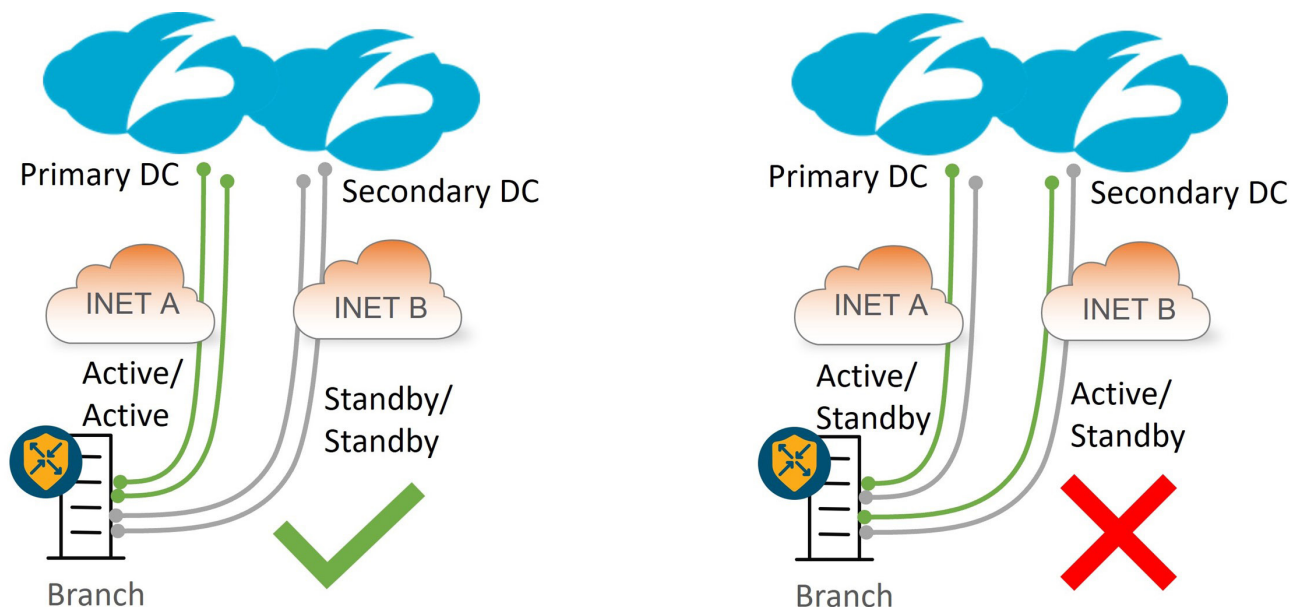 Primary DC
Secondary DC
INET A
INET B
Active/
Active
Standby/
Standby
Branch
Primary DC
Secondary DC
INET A
INET B
Active/
Standby
Active/
Standby
Branch